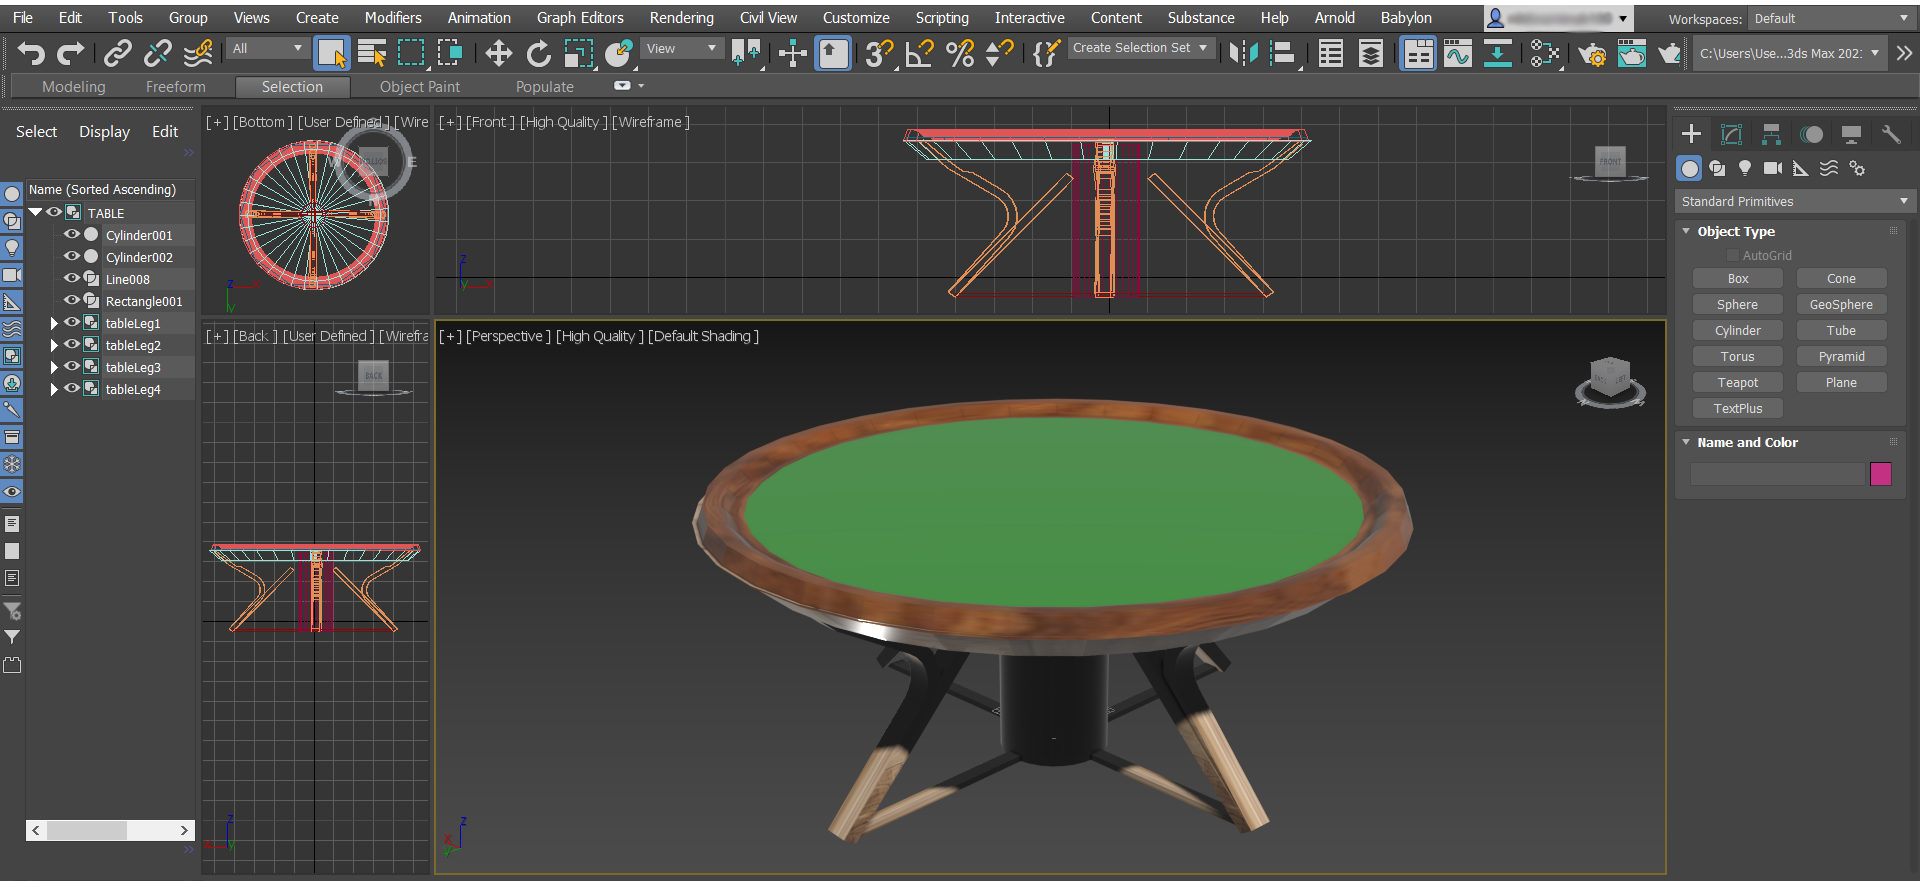 File Edit Tools Group Views Create Modifiers Animation Graph Editors Rendering Civil View Customize Scripting Interactive Content Substance Help Arnold Babylon Workspaces: Default
All View Create Selection Set C:\Users\Use...3ds Max 202
Modeling Freeform Selection Object Paint Populate
Select Display Edit
Name (Sorted Ascending)
TABLE
Cylinder001
Cylinder002
Line008
Rectangle001
tableLeg1
tableLeg2
tableLeg3
tableLeg4
[+] [Bottom ] [User Defined ] [Wire
E
z x
y
[+] [Front ] [High Quality ] [Wireframe ]
FRONT
z
y x
[+] [Back ] [User Defined ] [Wirefra
BACK
z
x y
[+] [Perspective ] [High Quality ] [Default Shading ]
LEFT
z
x
y
Standard Primitives
Object Type
AutoGrid
Box Cone
Sphere GeoSphere
Cylinder Tube
Torus Pyramid
Teapot Plane
TextPlus
Name and Color